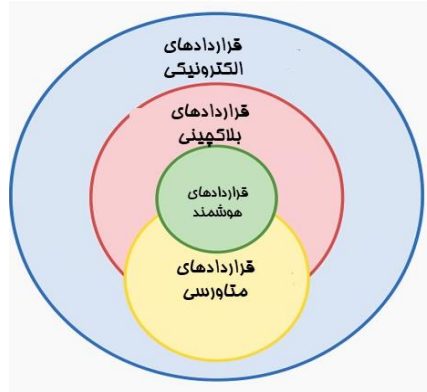 قراردادهای
الکترونیکی
قراردادهای
بلاکچینی
قراردادهای
هوشمند
قراردادهای
متاورسی